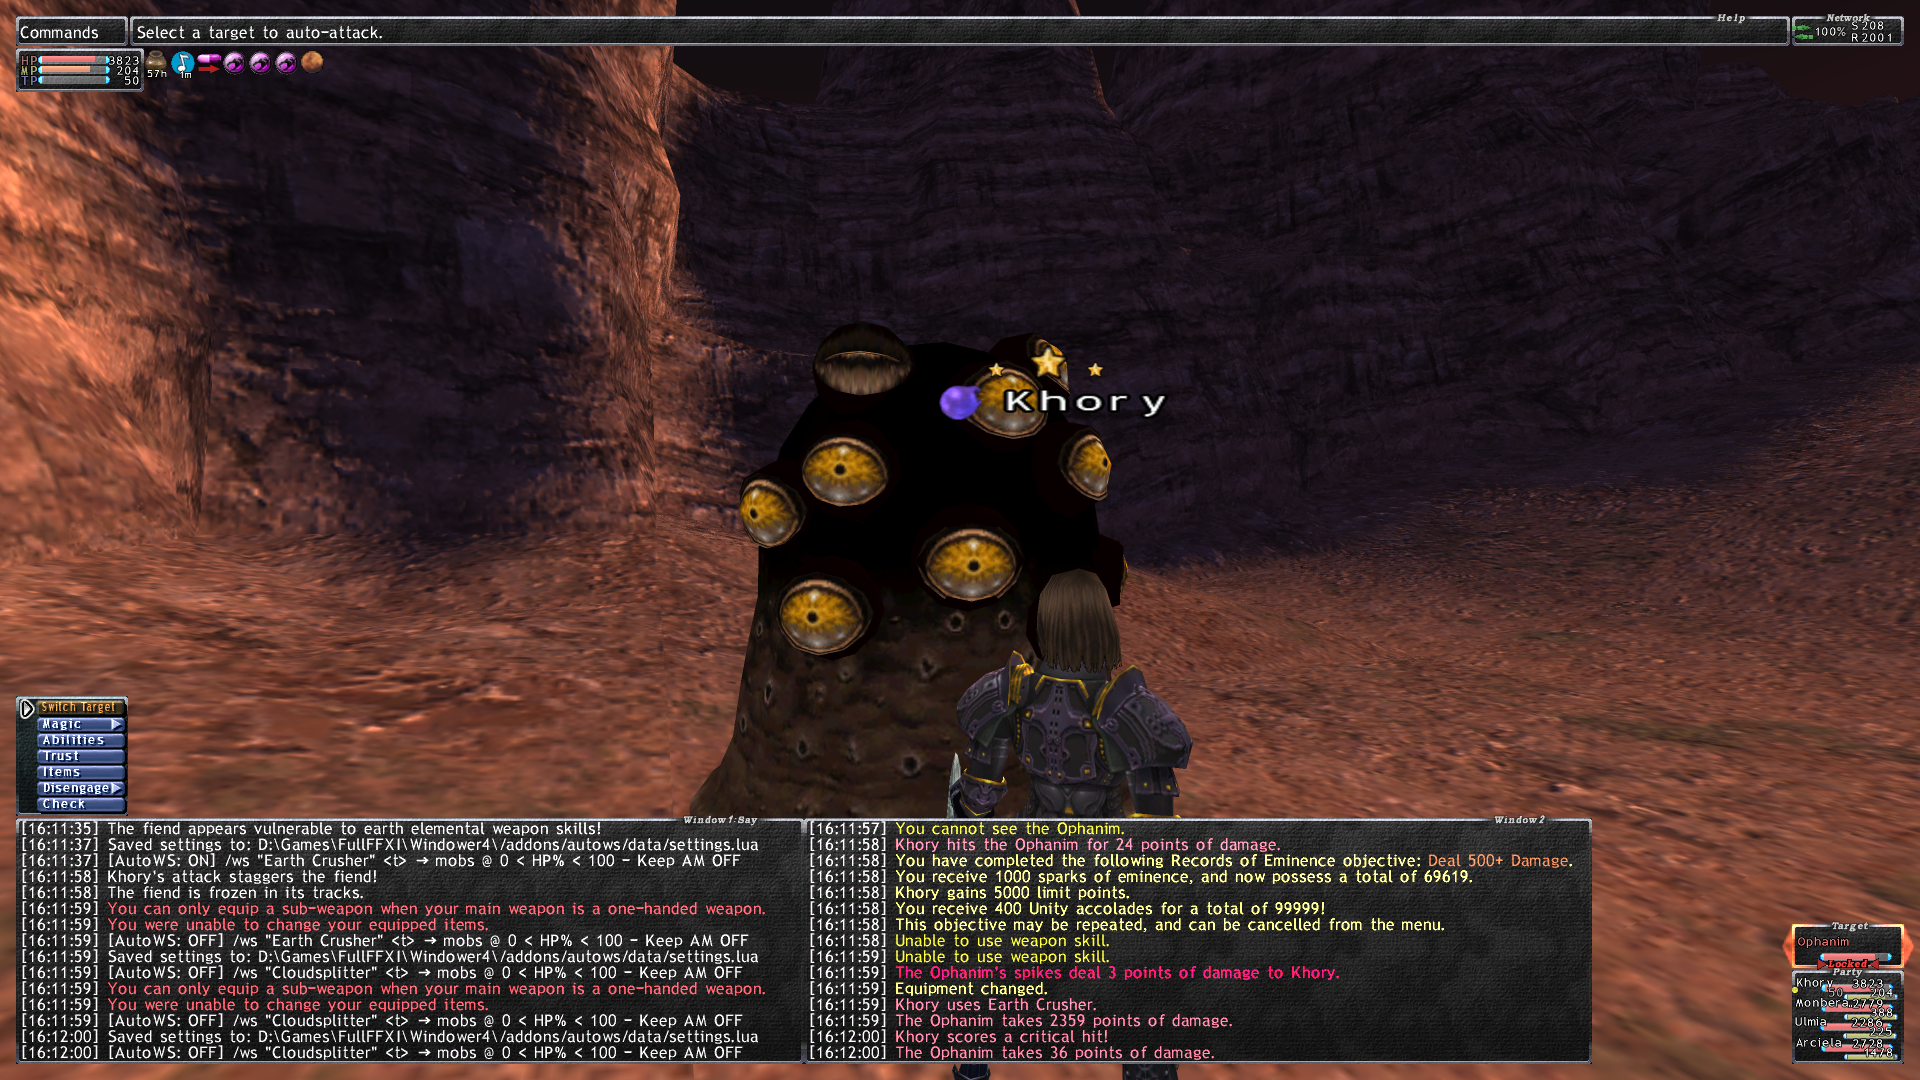 Commands
Select a target to auto-attack.
Help
Network
100%
S 208
R 2001
HP 3823
MP 204
TP 50
57h
1m
Khory
Switch Target
Magic
Abilities
Trust
Items
Disengage
Check
Window1:Say
[16:11:35] The fiend appears vulnerable to earth elemental weapon skills!
[16:11:37] Saved settings to: D:\Games\FullFFXI\Windower4\/addons/autows/data/settings.lua
[16:11:37] [AutoWS: ON] /ws "Earth Crusher" <t> → mobs @ 0 < HP% < 100 - Keep AM OFF
[16:11:58] Khory's attack staggers the fiend!
[16:11:58] The fiend is frozen in its tracks.
[16:11:59] You can only equip a sub-weapon when your main weapon is a one-handed weapon.
[16:11:59] You were unable to change your equipped items.
[16:11:59] [AutoWS: OFF] /ws "Earth Crusher" <t> → mobs @ 0 < HP% < 100 - Keep AM OFF
[16:11:59] Saved settings to: D:\Games\FullFFXI\Windower4\/addons/autows/data/settings.lua
[16:11:59] [AutoWS: OFF] /ws "Cloudsplitter" <t> → mobs @ 0 < HP% < 100 - Keep AM OFF
[16:11:59] You can only equip a sub-weapon when your main weapon is a one-handed weapon.
[16:11:59] You were unable to change your equipped items.
[16:11:59] [AutoWS: OFF] /ws "Cloudsplitter" <t> → mobs @ 0 < HP% < 100 - Keep AM OFF
[16:12:00] Saved settings to: D:\Games\FullFFXI\Windower4\/addons/autows/data/settings.lua
[16:12:00] [AutoWS: OFF] /ws "Cloudsplitter" <t> → mobs @ 0 < HP% < 100 - Keep AM OFF
Window2
[16:11:57] You cannot see the Ophanim.
[16:11:58] Khory hits the Ophanim for 24 points of damage.
[16:11:58] You have completed the following Records of Eminence objective: Deal 500+ Damage.
[16:11:58] You receive 1000 sparks of eminence, and now possess a total of 69619.
[16:11:58] Khory gains 5000 limit points.
[16:11:58] You receive 400 Unity accolades for a total of 99999!
[16:11:58] This objective may be repeated, and can be cancelled from the menu.
[16:11:58] Unable to use weapon skill.
[16:11:59] Unable to use weapon skill.
[16:11:59] The Ophanim's spikes deal 3 points of damage to Khory.
[16:11:59] Equipment changed.
[16:11:59] Khory uses Earth Crusher.
[16:11:59] The Ophanim takes 2359 points of damage.
[16:12:00] Khory scores a critical hit!
[16:12:00] The Ophanim takes 36 points of damage.
Target
Ophanim
Locked
Party
Khory 3823
50 204
Monbera 2779
388
Ulmia 2286
225
Arciela 2728
1478